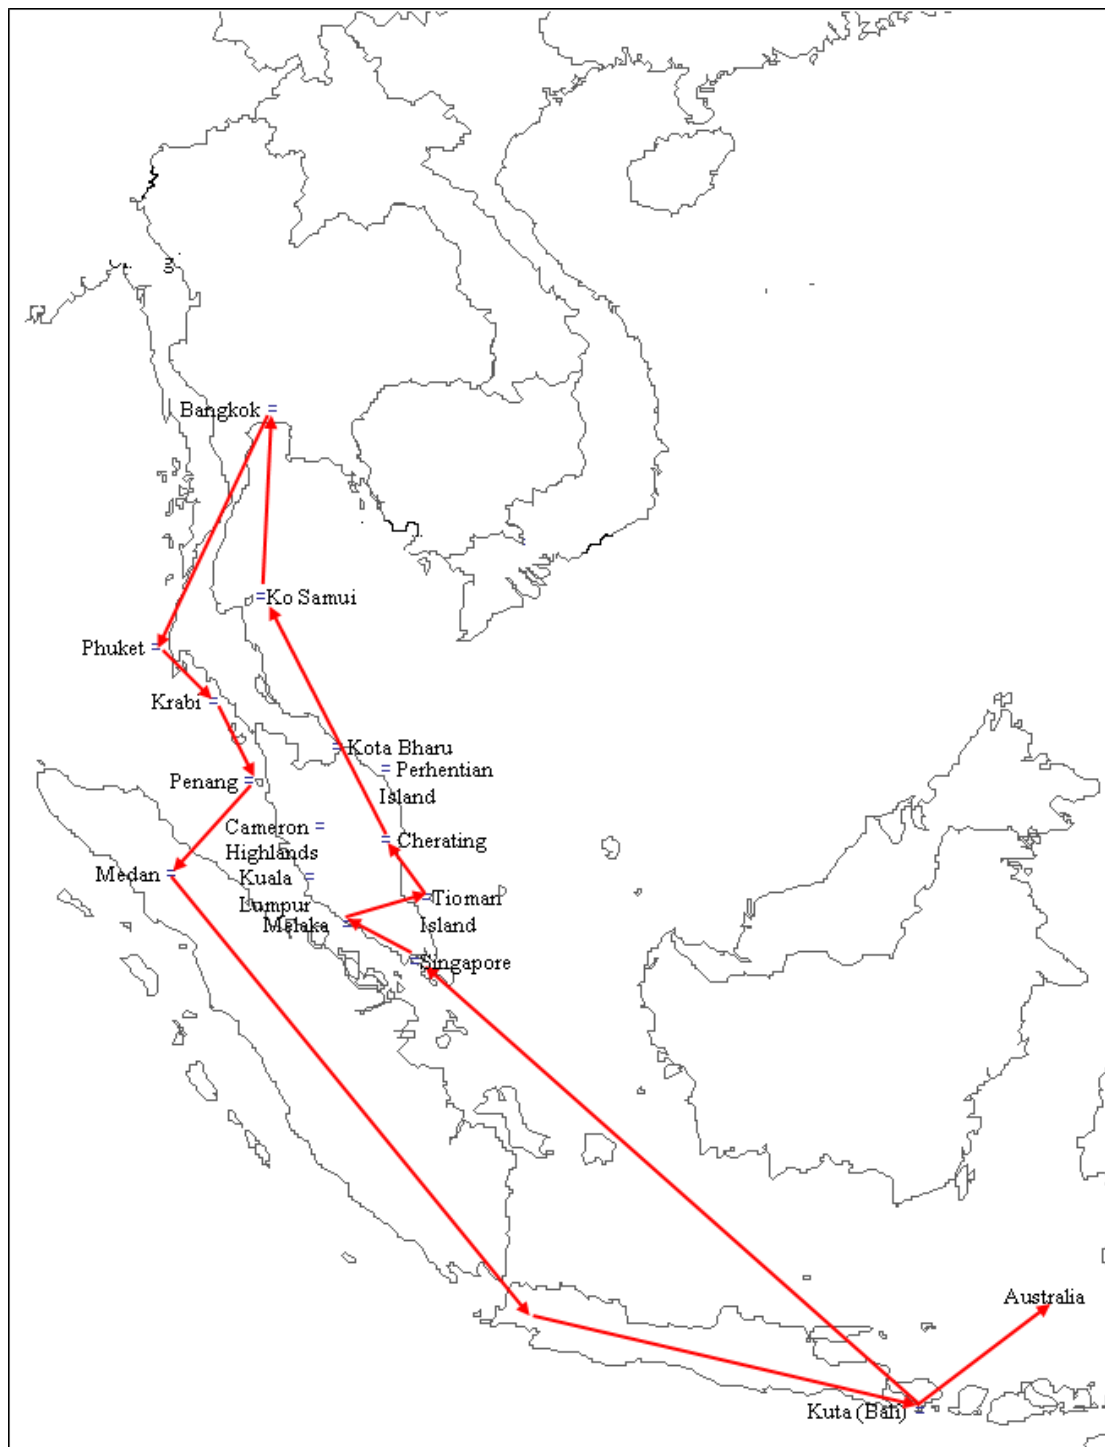 Bangkok
Ko Samui
Phuket
Krabi
Kota Bharu
Penang
Perhentian
Island
Cameron
Highlands
Cherating
Medan
Kuala
Lumpur
Tioman
Island
Melaka
Singapore
Australia
Kuta (Bali)